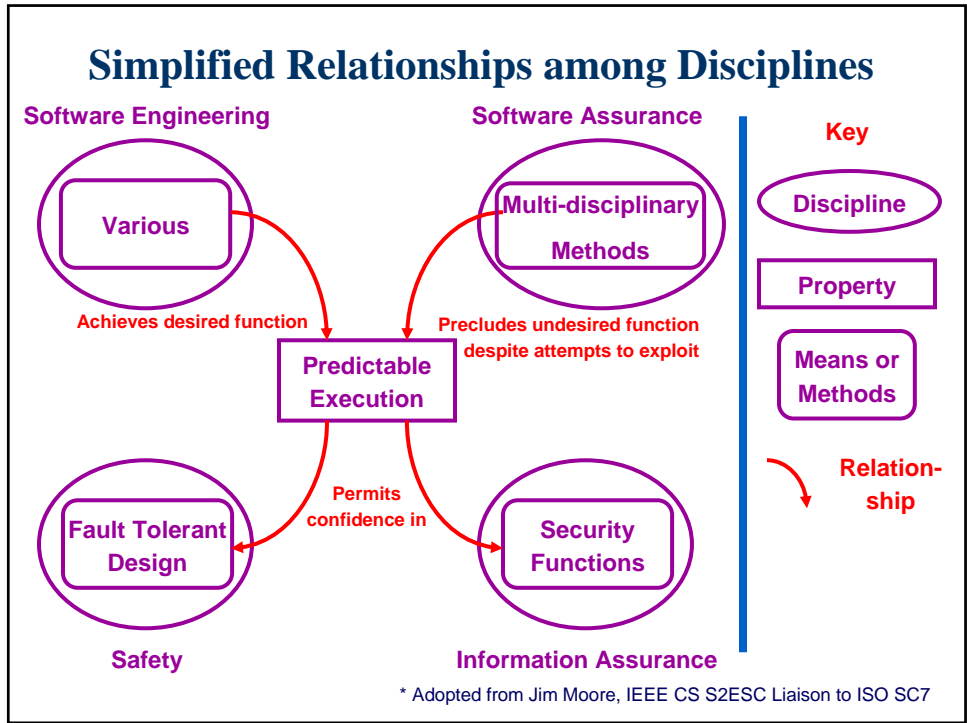 Simplified Relationships among Disciplines
Software Engineering
Software Assurance
Various
Multi-disciplinary
Methods
Achieves desired function
Precludes undesired function
despite attempts to exploit
Predictable
Execution
Permits
confidence in
Fault Tolerant
Design
Security
Functions
Safety
Information Assurance
Key
Discipline
Property
Means or
Methods
Relation-
ship
* Adopted from Jim Moore, IEEE CS S2ESC Liaison to ISO SC7